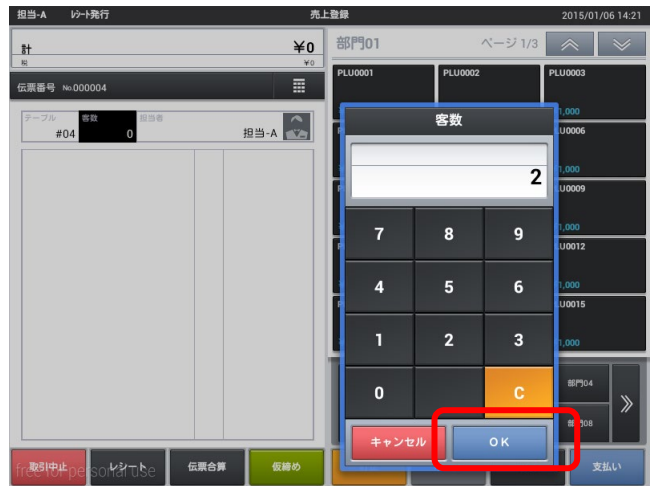 担当-A ﾚｼｰﾄ発行 売上登録 2015/01/06 14:21
計 ¥0
税 ¥0
伝票番号 No.000004
テーブル 客数 担当者
#04 0 担当-A
部門01 ページ 1/3
PLU0001 PLU0002 PLU0003
1,000
U0006
1,000
U0009
1,000
U0012
1,000
U0015
1,000
客数
2
7 8 9
4 5 6
1 2 3
0 C
キャンセル OK
部門04
08
取引中止 レシート 伝票合算 仮締め 支払い
free for personal use